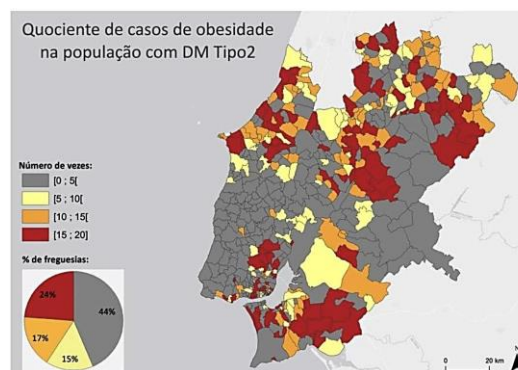 Quociente de casos de obesidade
na população com DM Tipo2
Número de vezes:
[0 ; 5[
[5 ; 10[
[10 ; 15[
[15 ; 20]
% de freguesias:
24%
44%
17%
15%
N
0
20 km